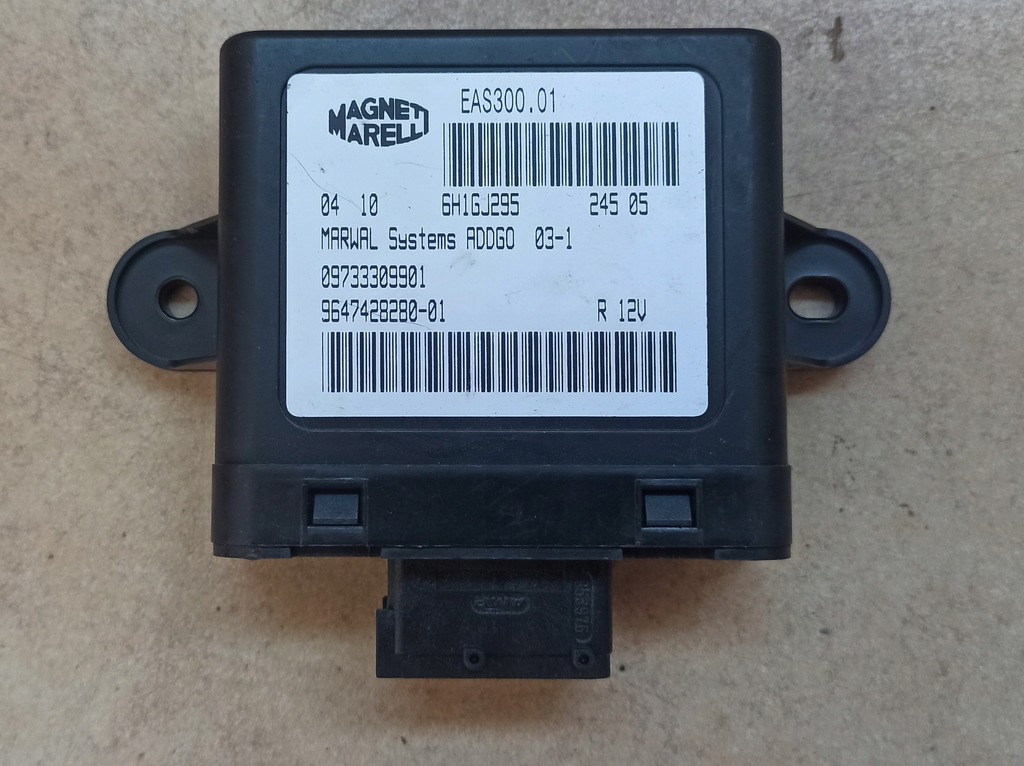 MAGNETI
MARELLI
EAS300.01
04 10 6H1GJ295 245 05
MARWAL Systems ADDGO 03-1
09733309901
9647428280-01 R 12V